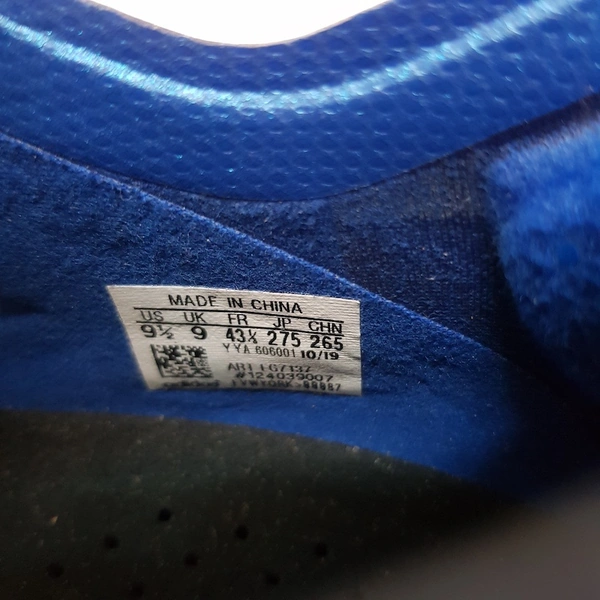 MADE IN CHINA
US UK FR JP CHN
9½ 9 43⅓ 275 265
YYA 606001 10/19
ART FG7137
#124039007